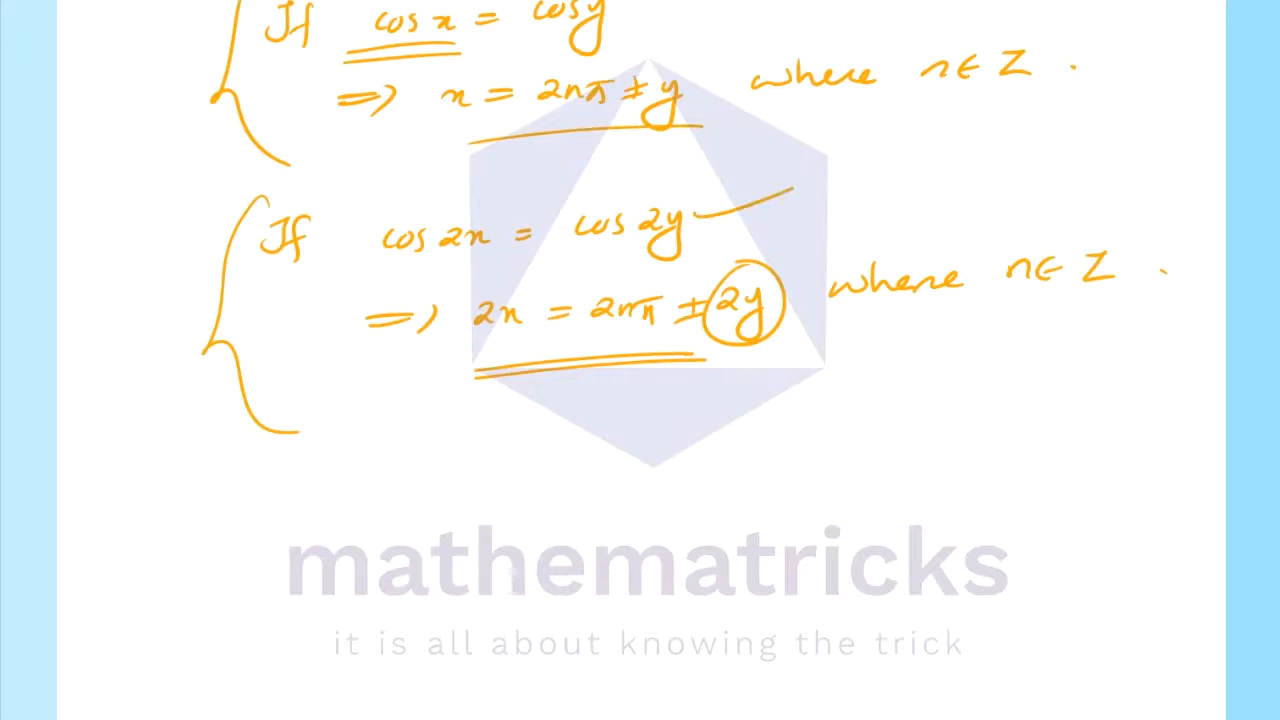 If cos x = cos y
=> x = 2nπ ± y where n ∈ Z .
If cos 2x = cos 2y
=> 2x = 2nπ ± 2y where n ∈ Z .
mathematricks
it is all about knowing the trick